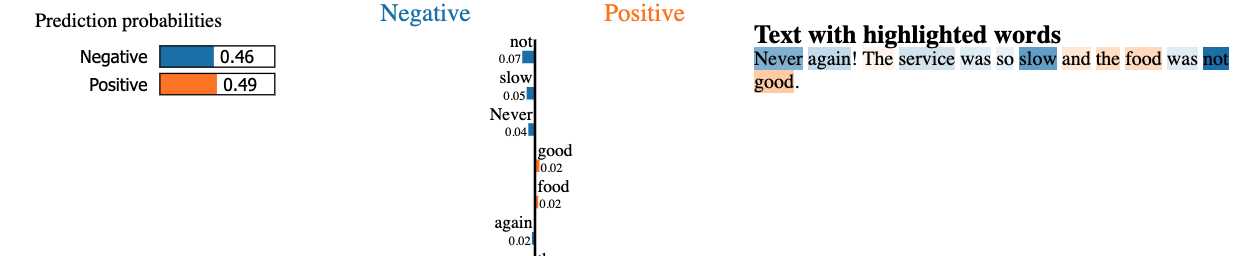 Prediction probabilities
Negative 0.46
Positive 0.49
Negative Positive
not
0.07
slow
0.05
Never
0.04
good
0.02
food
0.02
again
0.02
Text with highlighted words
Never again! The service was so slow and the food was not
good.